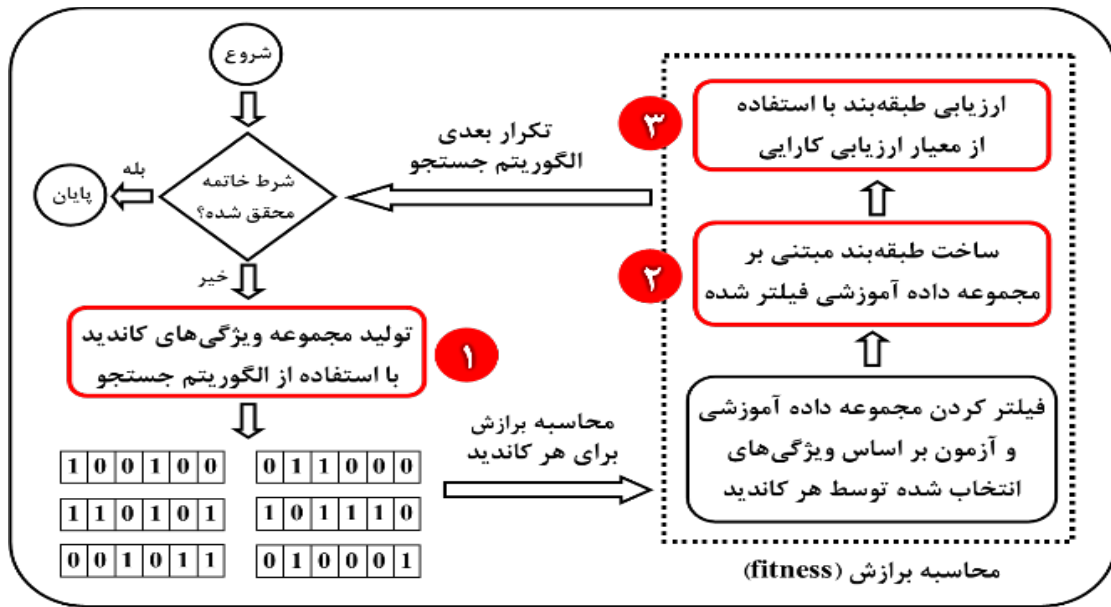 شروع
شرط خاتمه
محقق شده؟
بله
پایان
خیر
تولید مجموعه ویژگی‌های کاندید
با استفاده از الگوریتم جستجو
۱
1 0 0 1 0 0
0 1 1 0 0 0
1 1 0 1 0 1
1 0 1 1 1 0
0 0 1 0 1 1
0 1 0 0 0 1
محاسبه برازش
برای هر کاندید
فیلتر کردن مجموعه داده آموزشی
و آزمون بر اساس ویژگی‌های
انتخاب شده توسط هر کاندید
ساخت طبقه‌بند مبتنی بر
مجموعه داده آموزشی فیلتر شده
۲
ارزیابی طبقه‌بند با استفاده
از معیار ارزیابی کارایی
۳
محاسبه برازش (fitness)
تکرار بعدی
الگوریتم جستجو